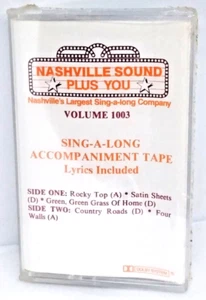 NASHVILLE SOUND
PLUS YOU
Nashville's Largest Sing-a-long Company
VOLUME 1003
SING-A-LONG
ACCOMPANIMENT TAPE
Lyrics Included
SIDE ONE: Rocky Top (A) * Satin Sheets
(D) * Green, Green Grass Of Home (D)
SIDE TWO: Country Roads (D) * Four
Walls (A)